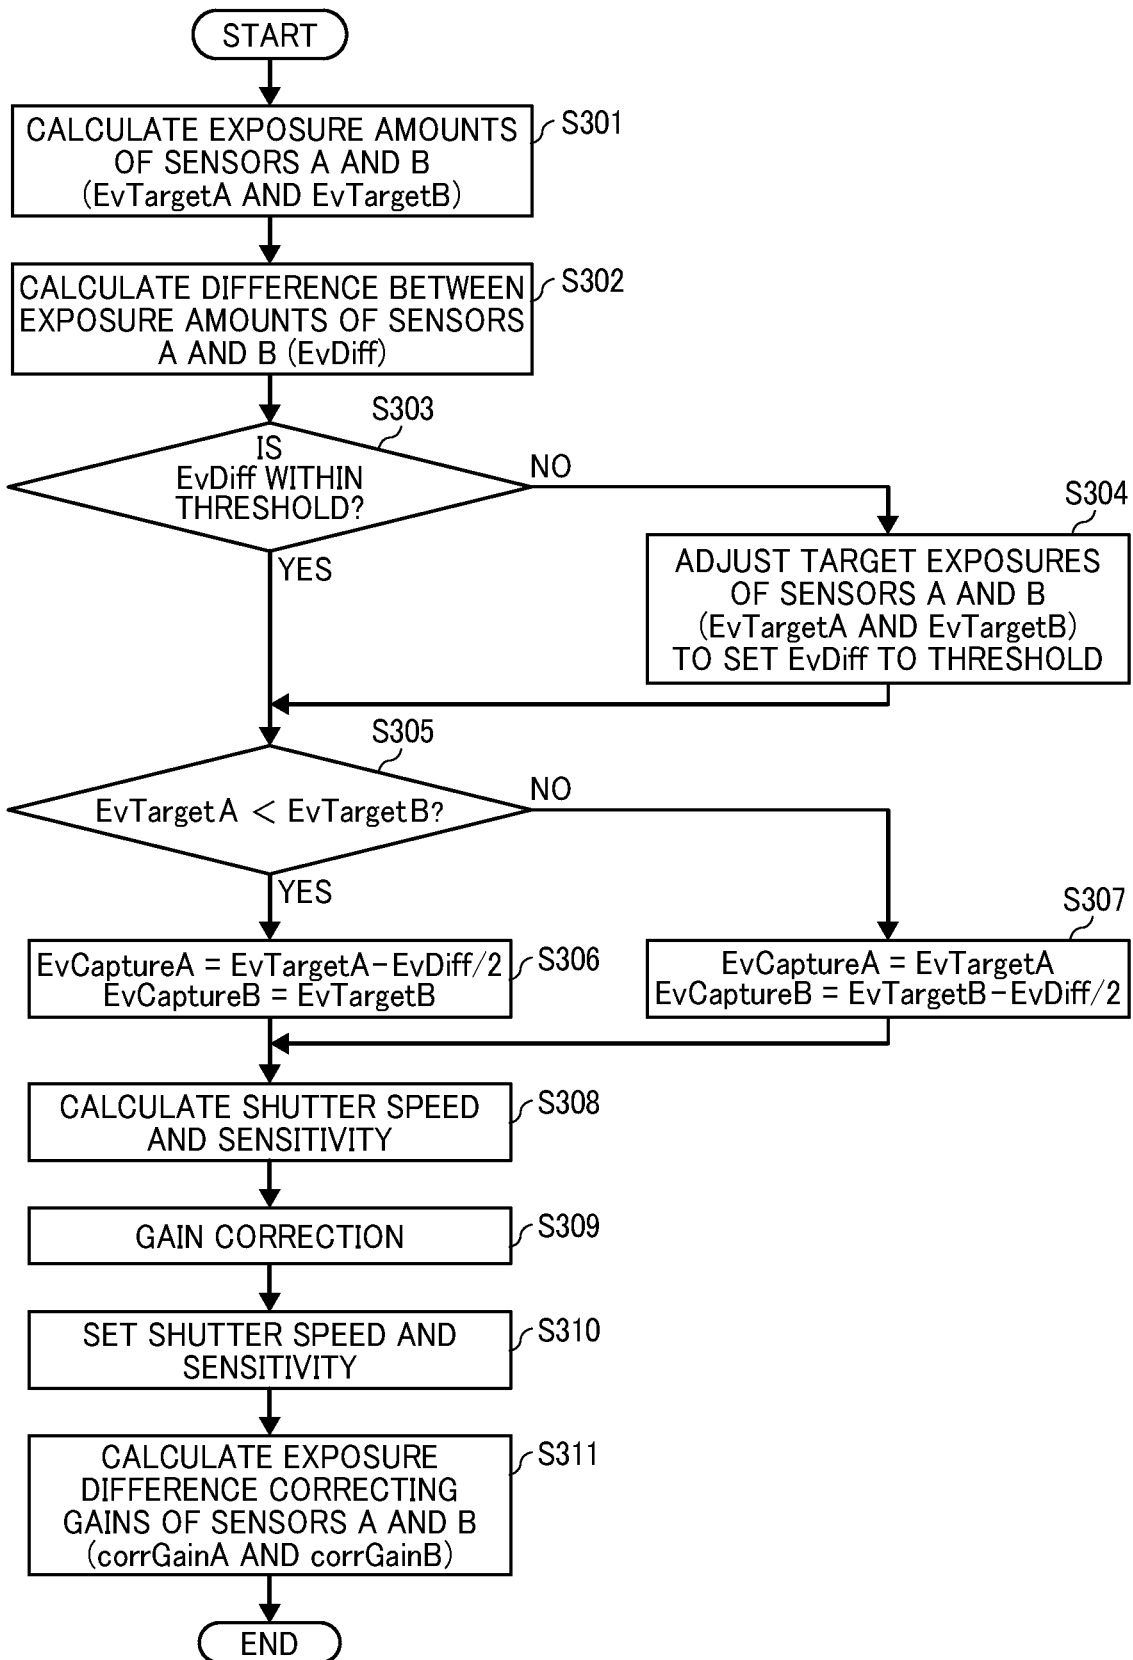 START
CALCULATE EXPOSURE AMOUNTS
OF SENSORS A AND B
(EvTargetA AND EvTargetB)
S301
CALCULATE DIFFERENCE BETWEEN
EXPOSURE AMOUNTS OF SENSORS
A AND B (EvDiff)
S302
S303
IS
EvDiff WITHIN
THRESHOLD?
NO
YES
S304
ADJUST TARGET EXPOSURES
OF SENSORS A AND B
(EvTargetA AND EvTargetB)
TO SET EvDiff TO THRESHOLD
S305
EvTargetA < EvTargetB?
NO
YES
EvCaptureA = EvTargetA-EvDiff/2
EvCaptureB = EvTargetB
S306
S307
EvCaptureA = EvTargetA
EvCaptureB = EvTargetB-EvDiff/2
CALCULATE SHUTTER SPEED
AND SENSITIVITY
S308
GAIN CORRECTION
S309
SET SHUTTER SPEED AND
SENSITIVITY
S310
CALCULATE EXPOSURE
DIFFERENCE CORRECTING
GAINS OF SENSORS A AND B
(corrGainA AND corrGainB)
S311
END